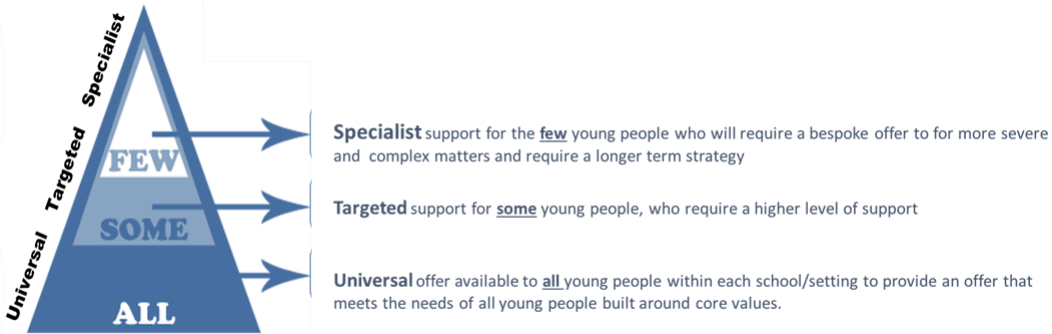 Specialist
Targeted
Universal
FEW
SOME
ALL
Specialist support for the few young people who will require a bespoke offer to for more severe
and complex matters and require a longer term strategy
Targeted support for some young people, who require a higher level of support
Universal offer available to all young people within each school/setting to provide an offer that
meets the needs of all young people built around core values.